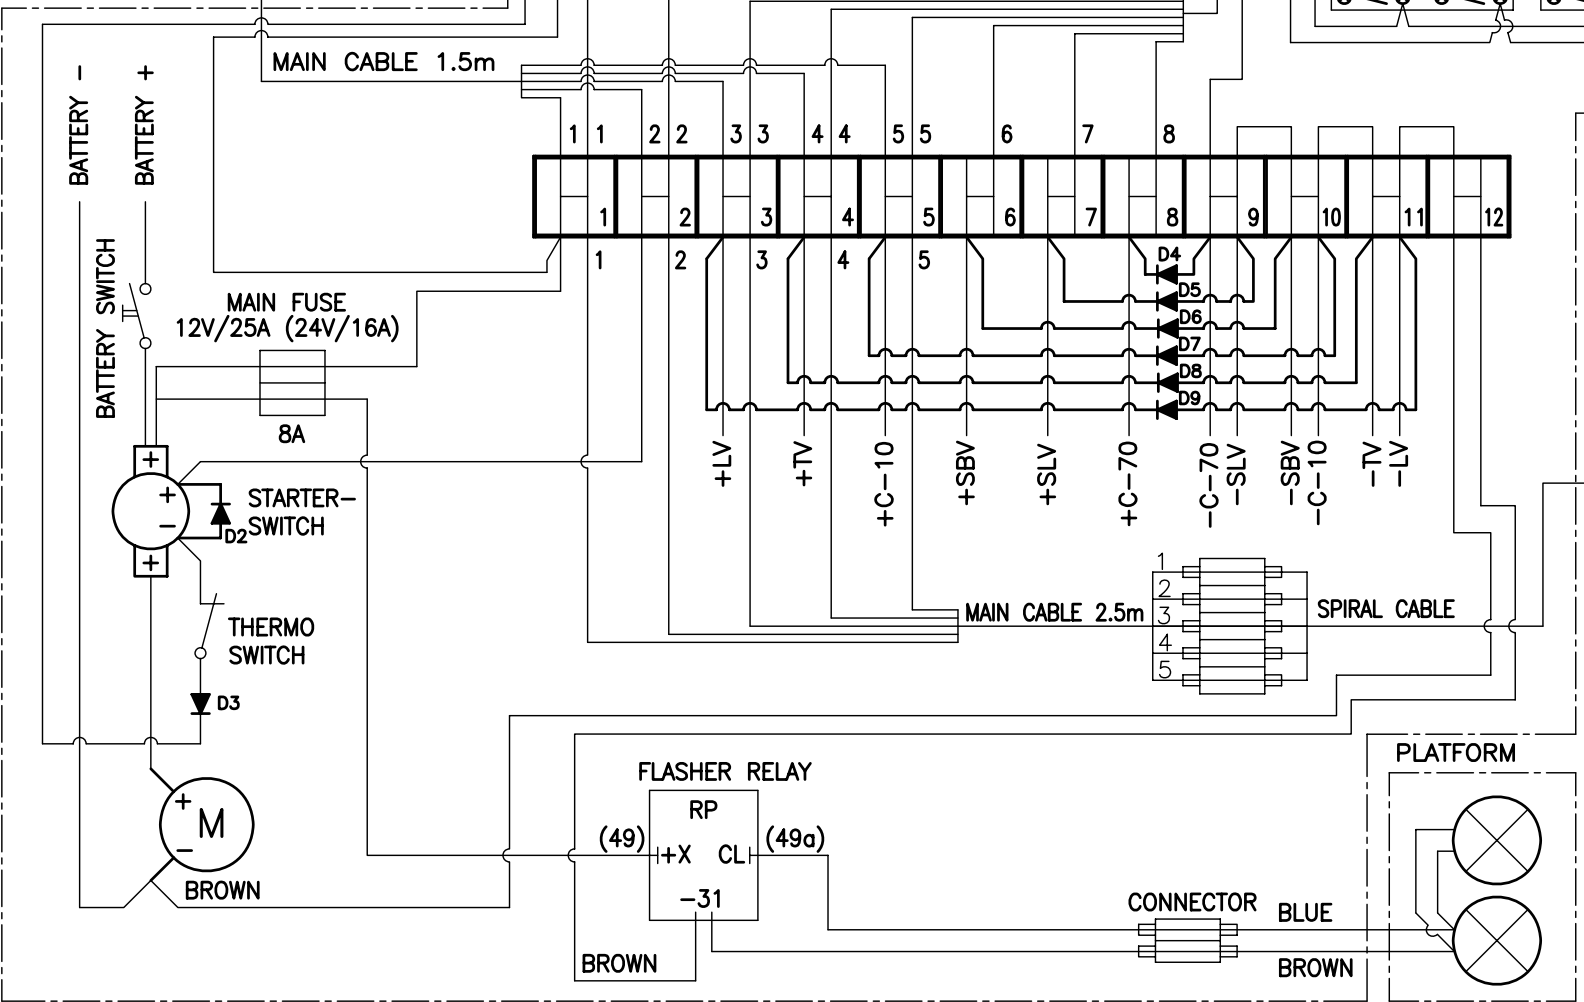 MAIN CABLE 1.5m
BATTERY -
BATTERY +
1 1 2 2 3 3 4 4 5 5 6 7 8
1 2 3 4 5 6 7 8 9 10 11 12
1 2 3 4 5
D4
D5
D6
D7
D8
D9
BATTERY SWITCH
MAIN FUSE
12V/25A (24V/16A)
8A
+LV
+TV
+C-10
+SBV
+SLV
+C-70
-C-70
-SLV
-SBV
-C-10
-TV
-LV
+
+
-
+
D2
STARTER-
SWITCH
THERMO
SWITCH
D3
MAIN CABLE 2.5m
1
2
3
4
5
SPIRAL CABLE
+
M
-
BROWN
FLASHER RELAY
RP
(49)
+X
CL
(49a)
-31
BROWN
CONNECTOR
BLUE
BROWN
PLATFORM